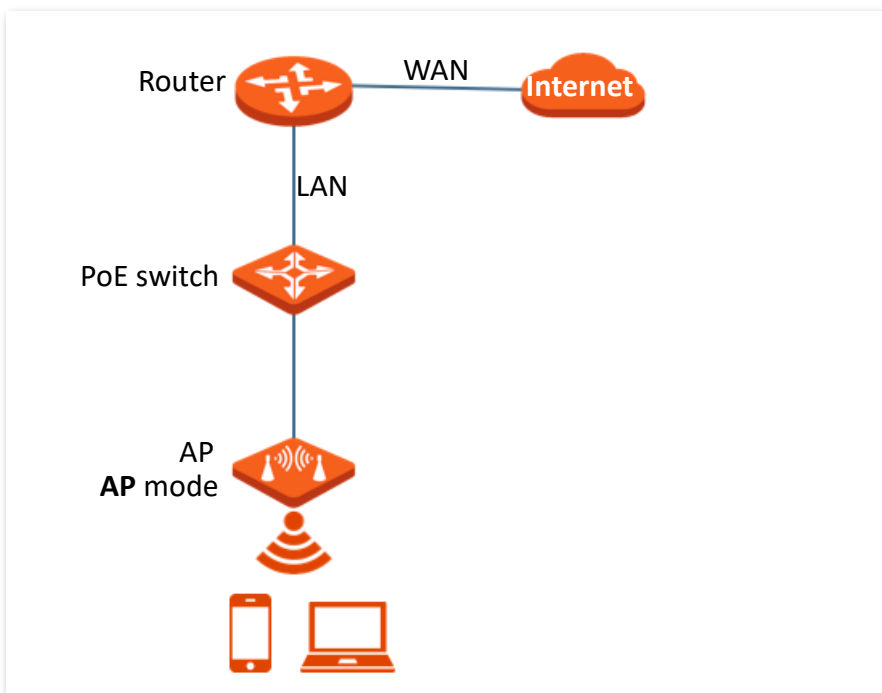 Router
WAN
Internet
LAN
PoE switch
AP
AP mode